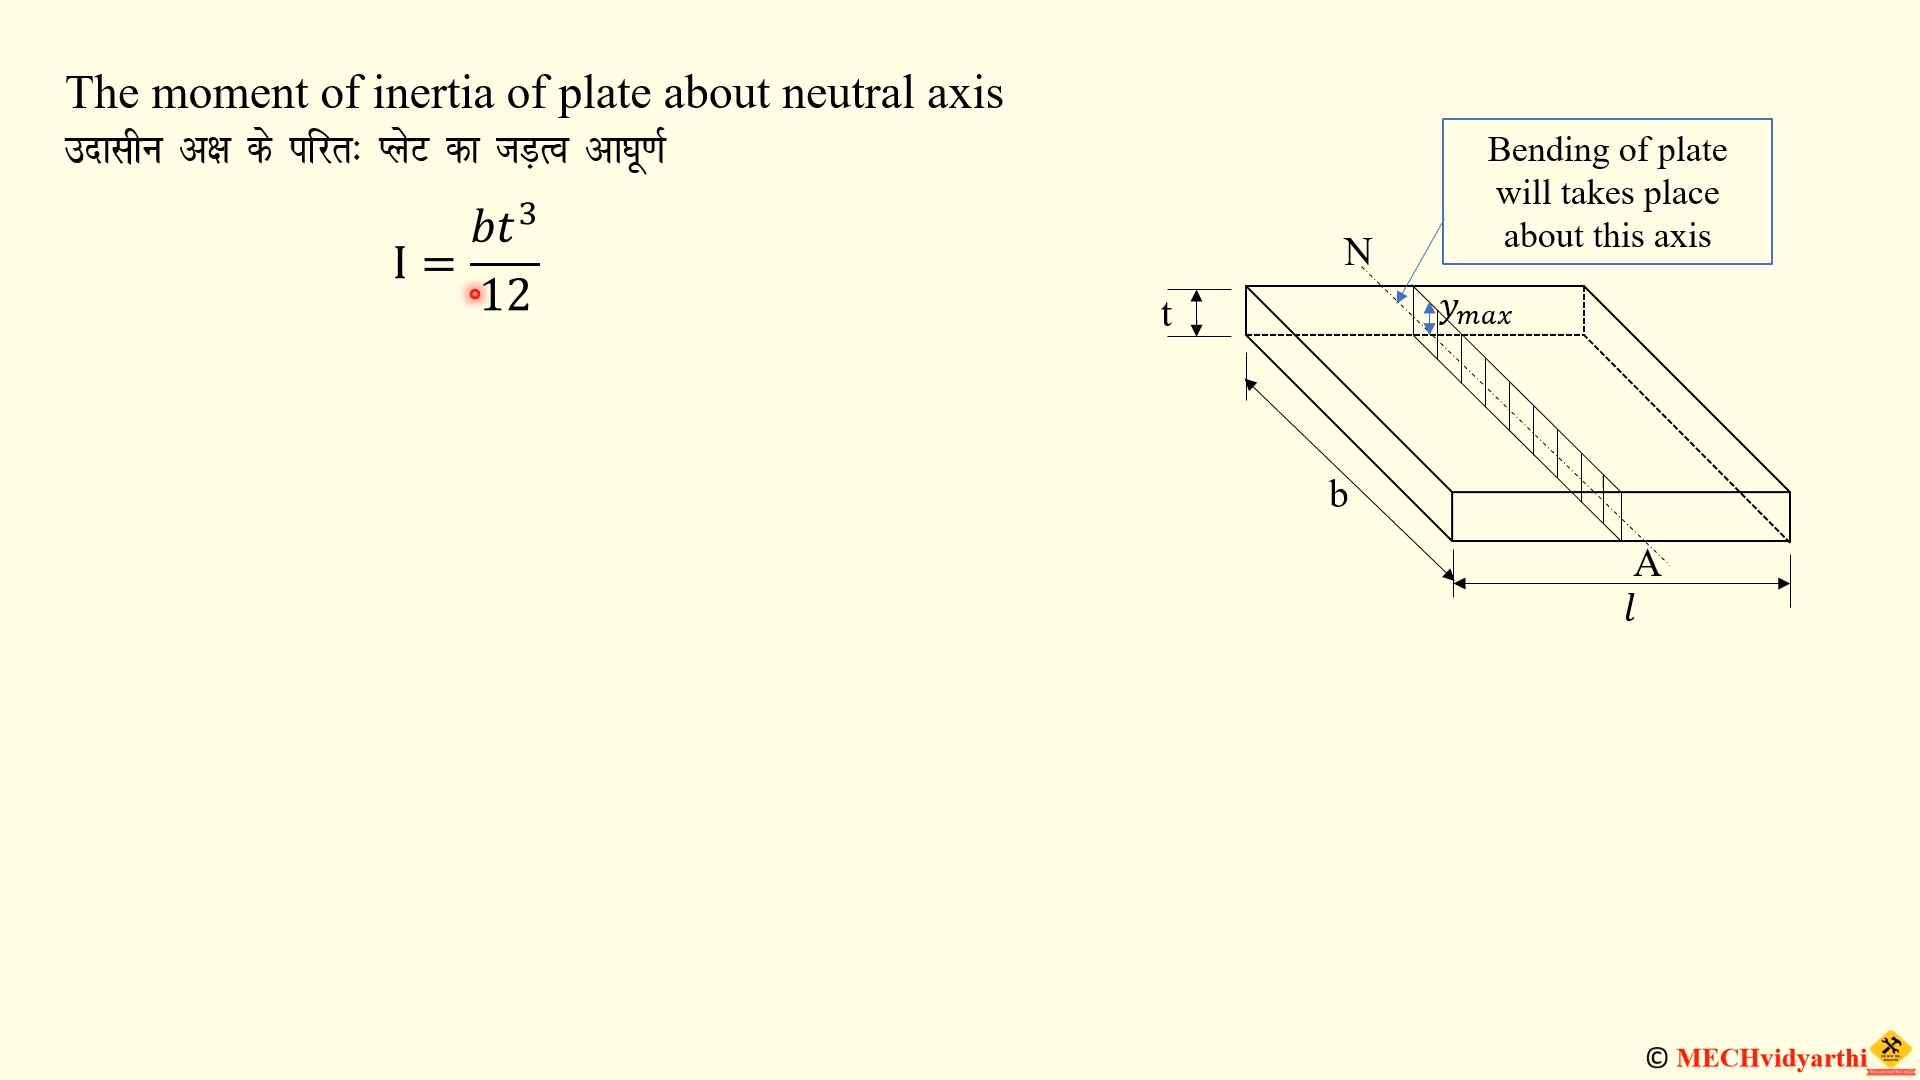 The moment of inertia of plate about neutral axis
उदासीन अक्ष के परितः प्लेट का जड़त्व आघूर्ण
I = bt³/12
Bending of plate
will takes place
about this axis
N
t
y_max
b
A
l
© MECHvidyarthi